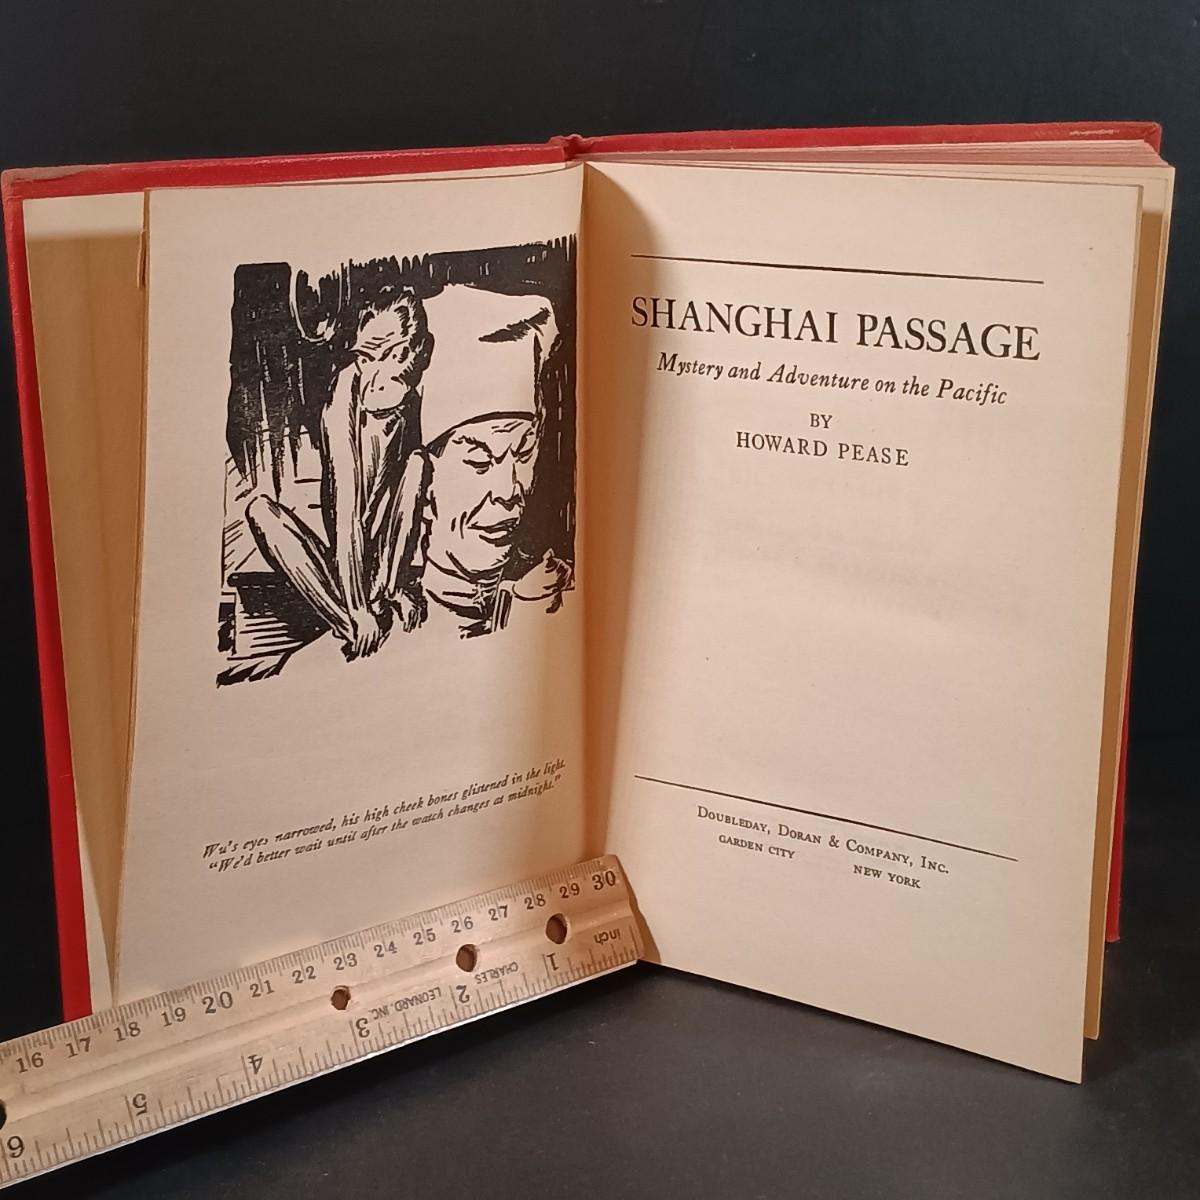 SHANGHAI PASSAGE
Mystery and Adventure on the Pacific
BY
HOWARD PEASE
DOUBLEDAY, DORAN & COMPANY, INC.
GARDEN CITY NEW YORK
Wu's eyes narrowed, his high cheek bones glistened in the light.
"We'd better wait until after the watch changes at midnight."
16 17 18 19 20 21 22 23 24 25 26 27 28 29 30
inch 1 2 3 4 5 6
CHARLES
LEONARD, INC.